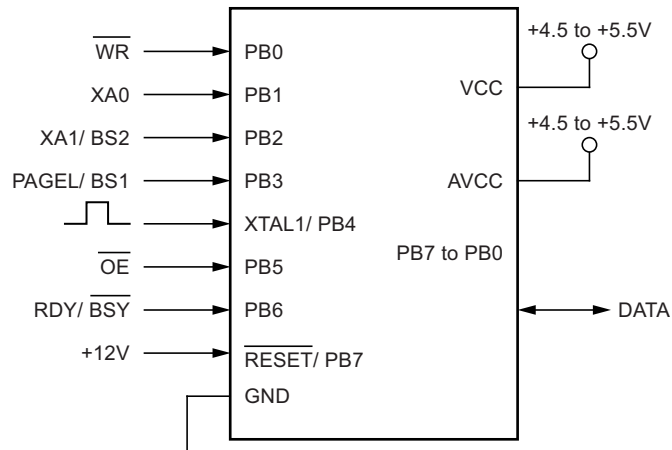 WR PB0
XA0 PB1
XA1/ BS2 PB2
PAGEL/ BS1 PB3
XTAL1/ PB4
OE PB5
RDY/ BSY PB6
+12V RESET/ PB7
GND
+4.5 to +5.5V
VCC
+4.5 to +5.5V
AVCC
PB7 to PB0
DATA